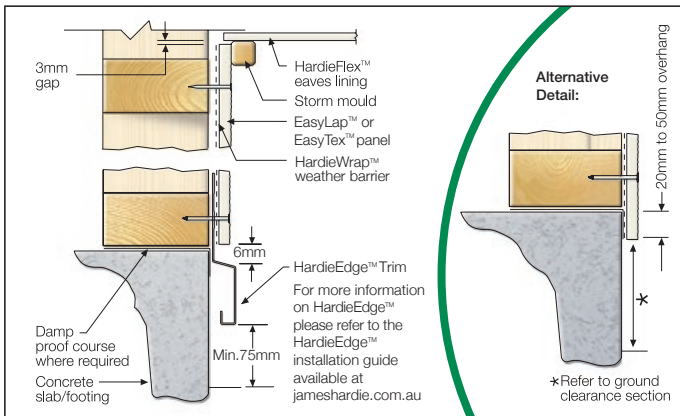 3mm
gap
HardieFlex™
eaves lining
Storm mould
EasyLap™ or
EasyTex™ panel
HardieWrap™
weather barrier
6mm
HardieEdge™ Trim
For more information
on HardieEdge™
please refer to the
HardieEdge™
installation guide
available at
jameshardie.com.au
Min.75mm
Damp
proof course
where required
Concrete
slab/footing
Alternative
Detail:
20mm to 50mm overhang
*
*Refer to ground
clearance section